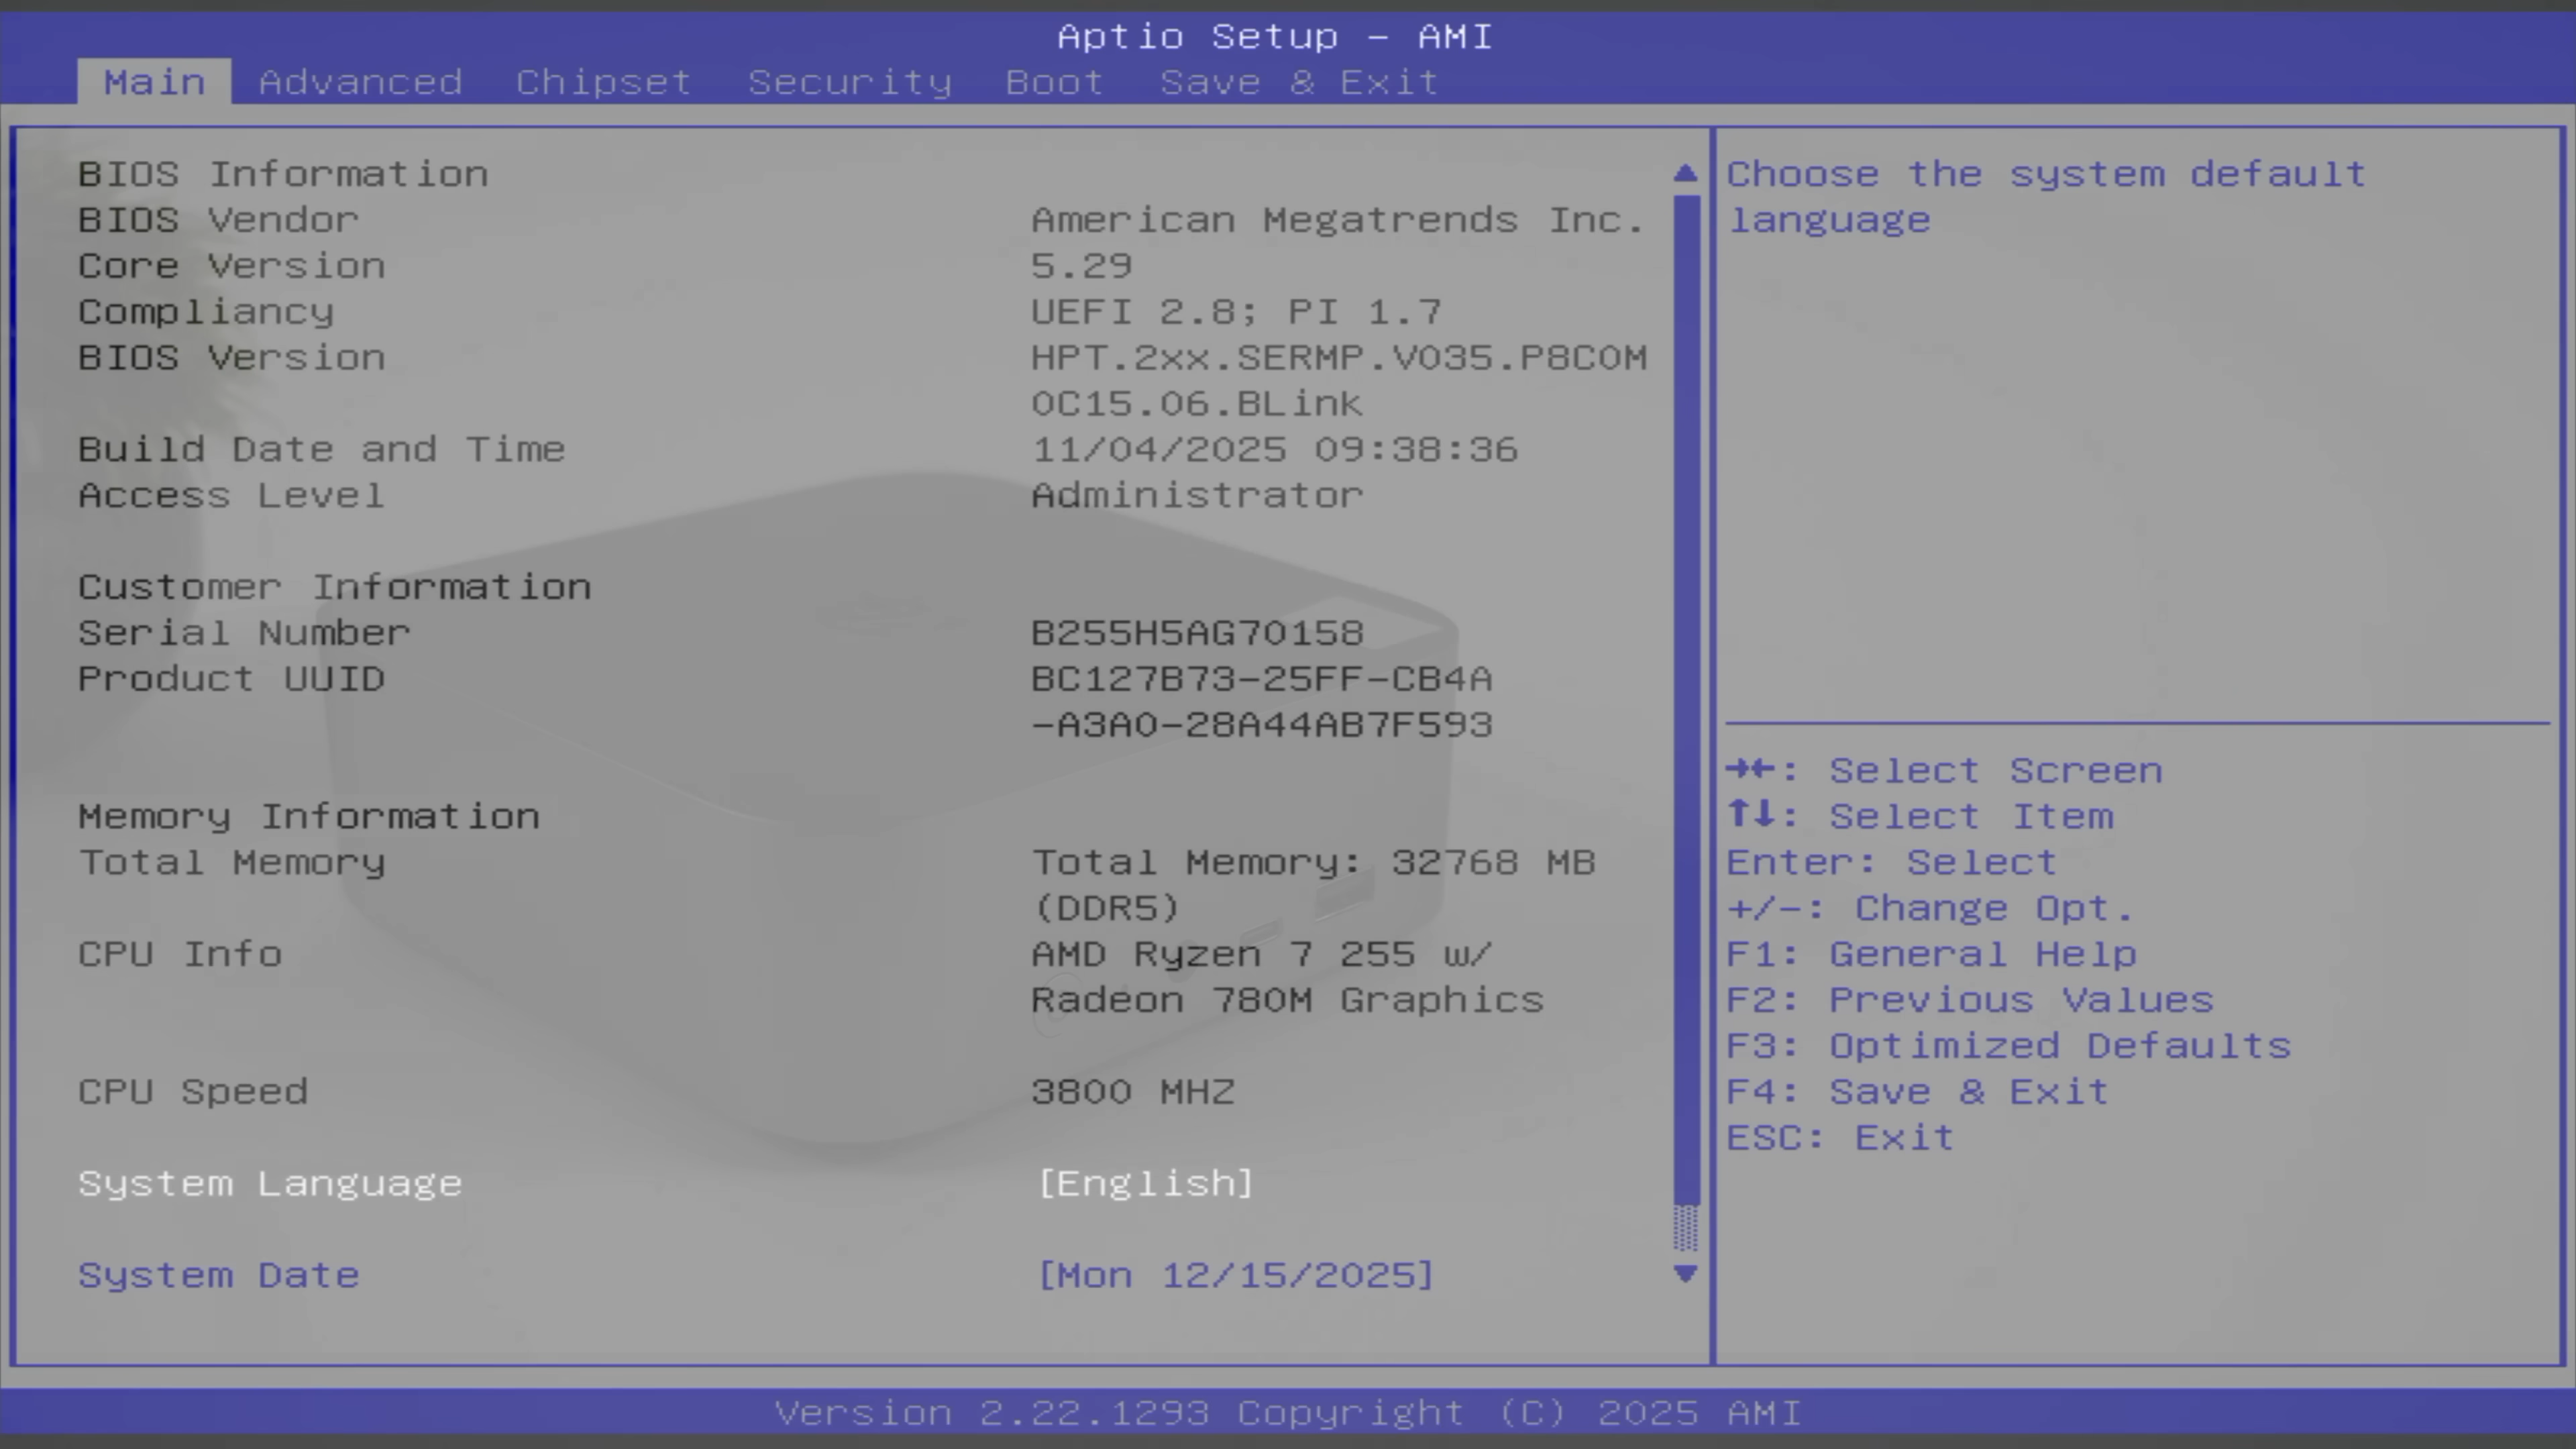 Aptio Setup - AMI
Main Advanced Chipset Security Boot Save & Exit
BIOS Information
BIOS Vendor American Megatrends Inc.
Core Version 5.29
Compliancy UEFI 2.8; PI 1.7
BIOS Version HPT.2xx.SERMP.V035.P8C0M
0C15.06.BLink
Build Date and Time 11/04/2025 09:38:36
Access Level Administrator
Customer Information
Serial Number B255H5AG70158
Product UUID BC127B73-25FF-CB4A
-A3A0-28A44AB7F593
Memory Information
Total Memory Total Memory: 32768 MB
(DDR5)
CPU Info AMD Ryzen 7 255 w/
Radeon 780M Graphics
CPU Speed 3800 MHZ
System Language [English]
System Date [Mon 12/15/2025]
Choose the system default
language
→←: Select Screen
↑↓: Select Item
Enter: Select
+/-: Change Opt.
F1: General Help
F2: Previous Values
F3: Optimized Defaults
F4: Save & Exit
ESC: Exit
Version 2.22.1293 Copyright (C) 2025 AMI